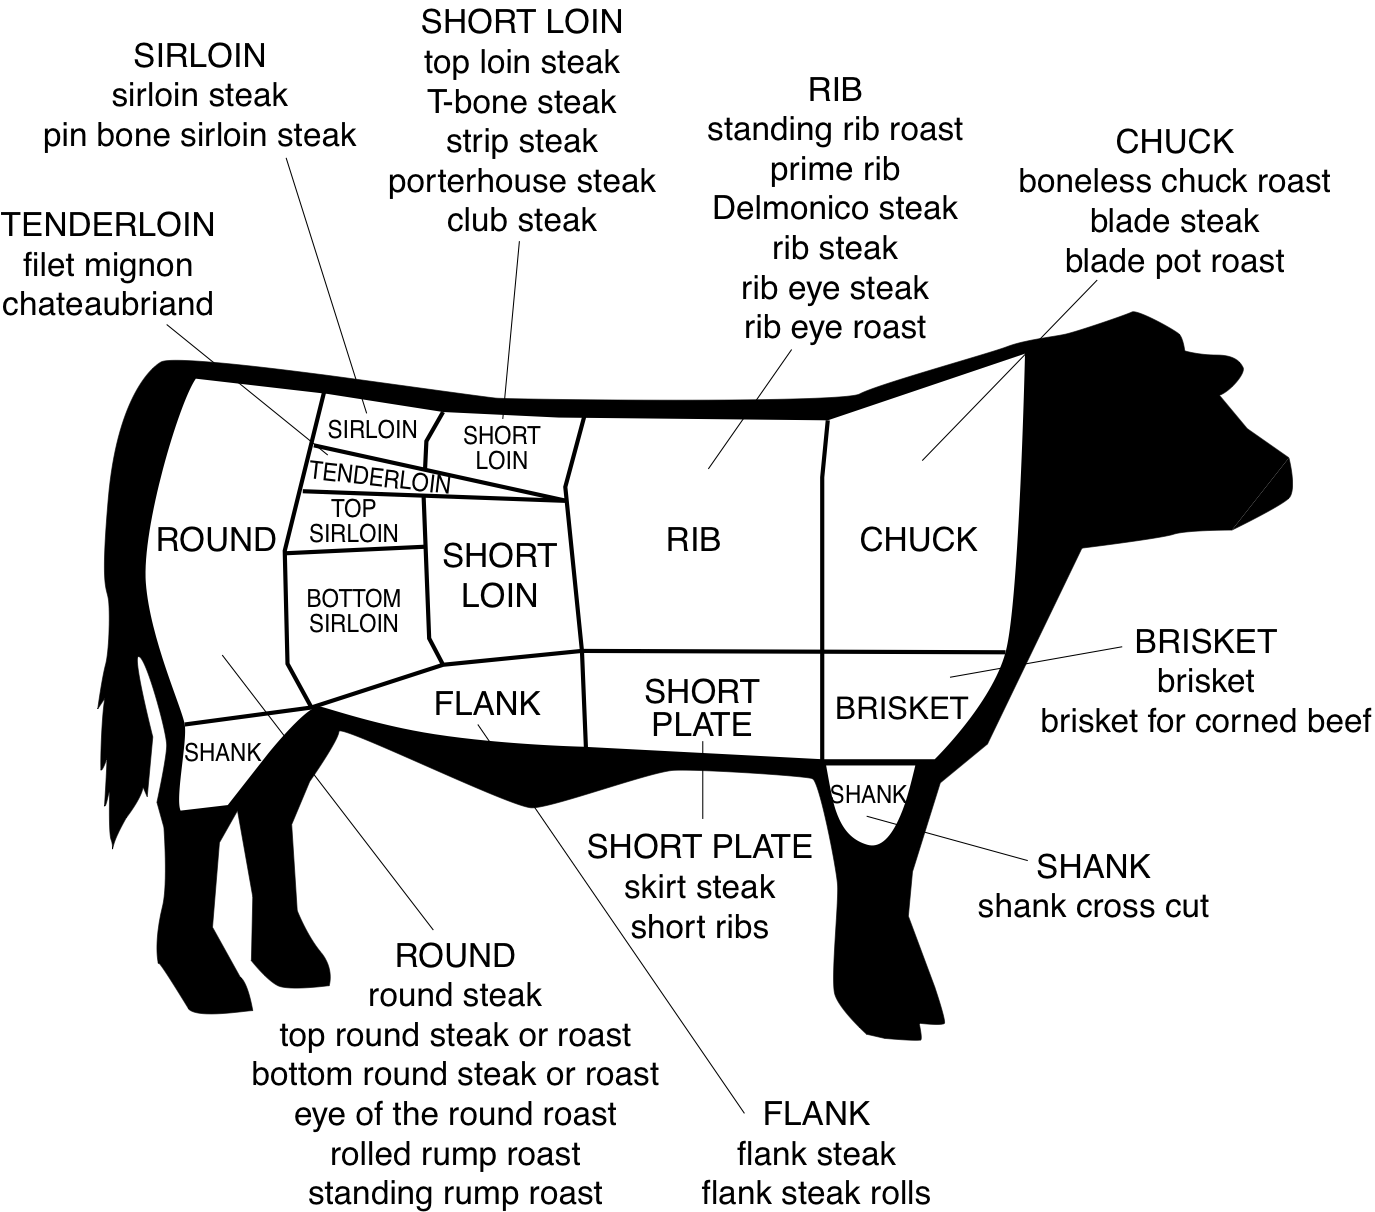 SHORT LOIN
top loin steak
T-bone steak
strip steak
porterhouse steak
club steak
SIRLOIN
sirloin steak
pin bone sirloin steak
RIB
standing rib roast
prime rib
Delmonico steak
rib steak
rib eye steak
rib eye roast
CHUCK
boneless chuck roast
blade steak
blade pot roast
TENDERLOIN
filet mignon
chateaubriand
SIRLOIN
SHORT
LOIN
TENDERLOIN
TOP
SIRLOIN
ROUND
SHORT
LOIN
RIB
CHUCK
BOTTOM
SIRLOIN
FLANK
SHORT
PLATE
BRISKET
SHANK
SHANK
BRISKET
brisket
brisket for corned beef
SHORT PLATE
skirt steak
short ribs
SHANK
shank cross cut
ROUND
round steak
top round steak or roast
bottom round steak or roast
eye of the round roast
rolled rump roast
standing rump roast
FLANK
flank steak
flank steak rolls